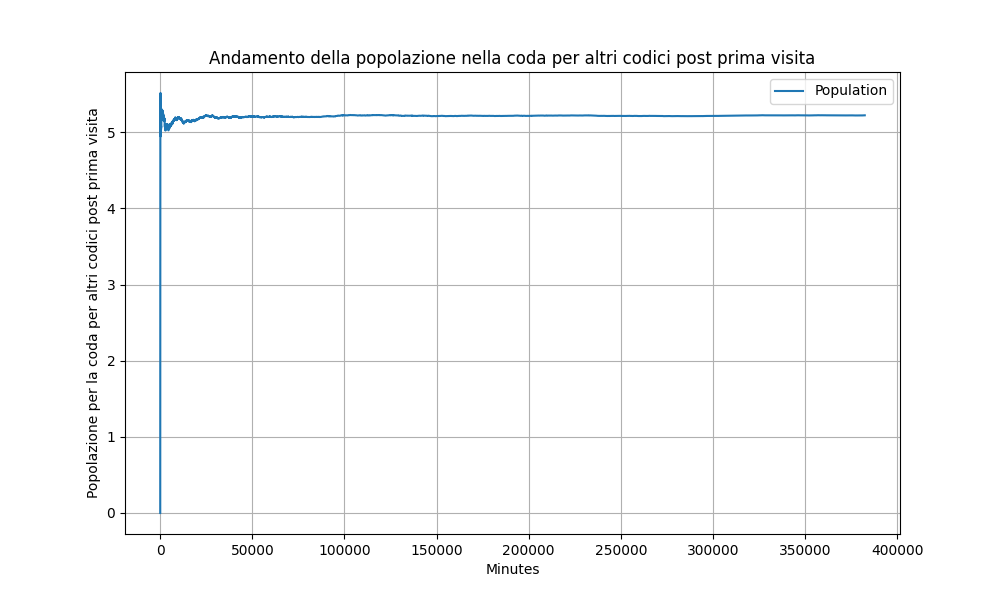 Andamento della popolazione nella coda per altri codici post prima visita
Population
Popolazione per la coda per altri codici post prima visita
5
4
3
2
1
0
0 50000 100000 150000 200000 250000 300000 350000 400000
Minutes